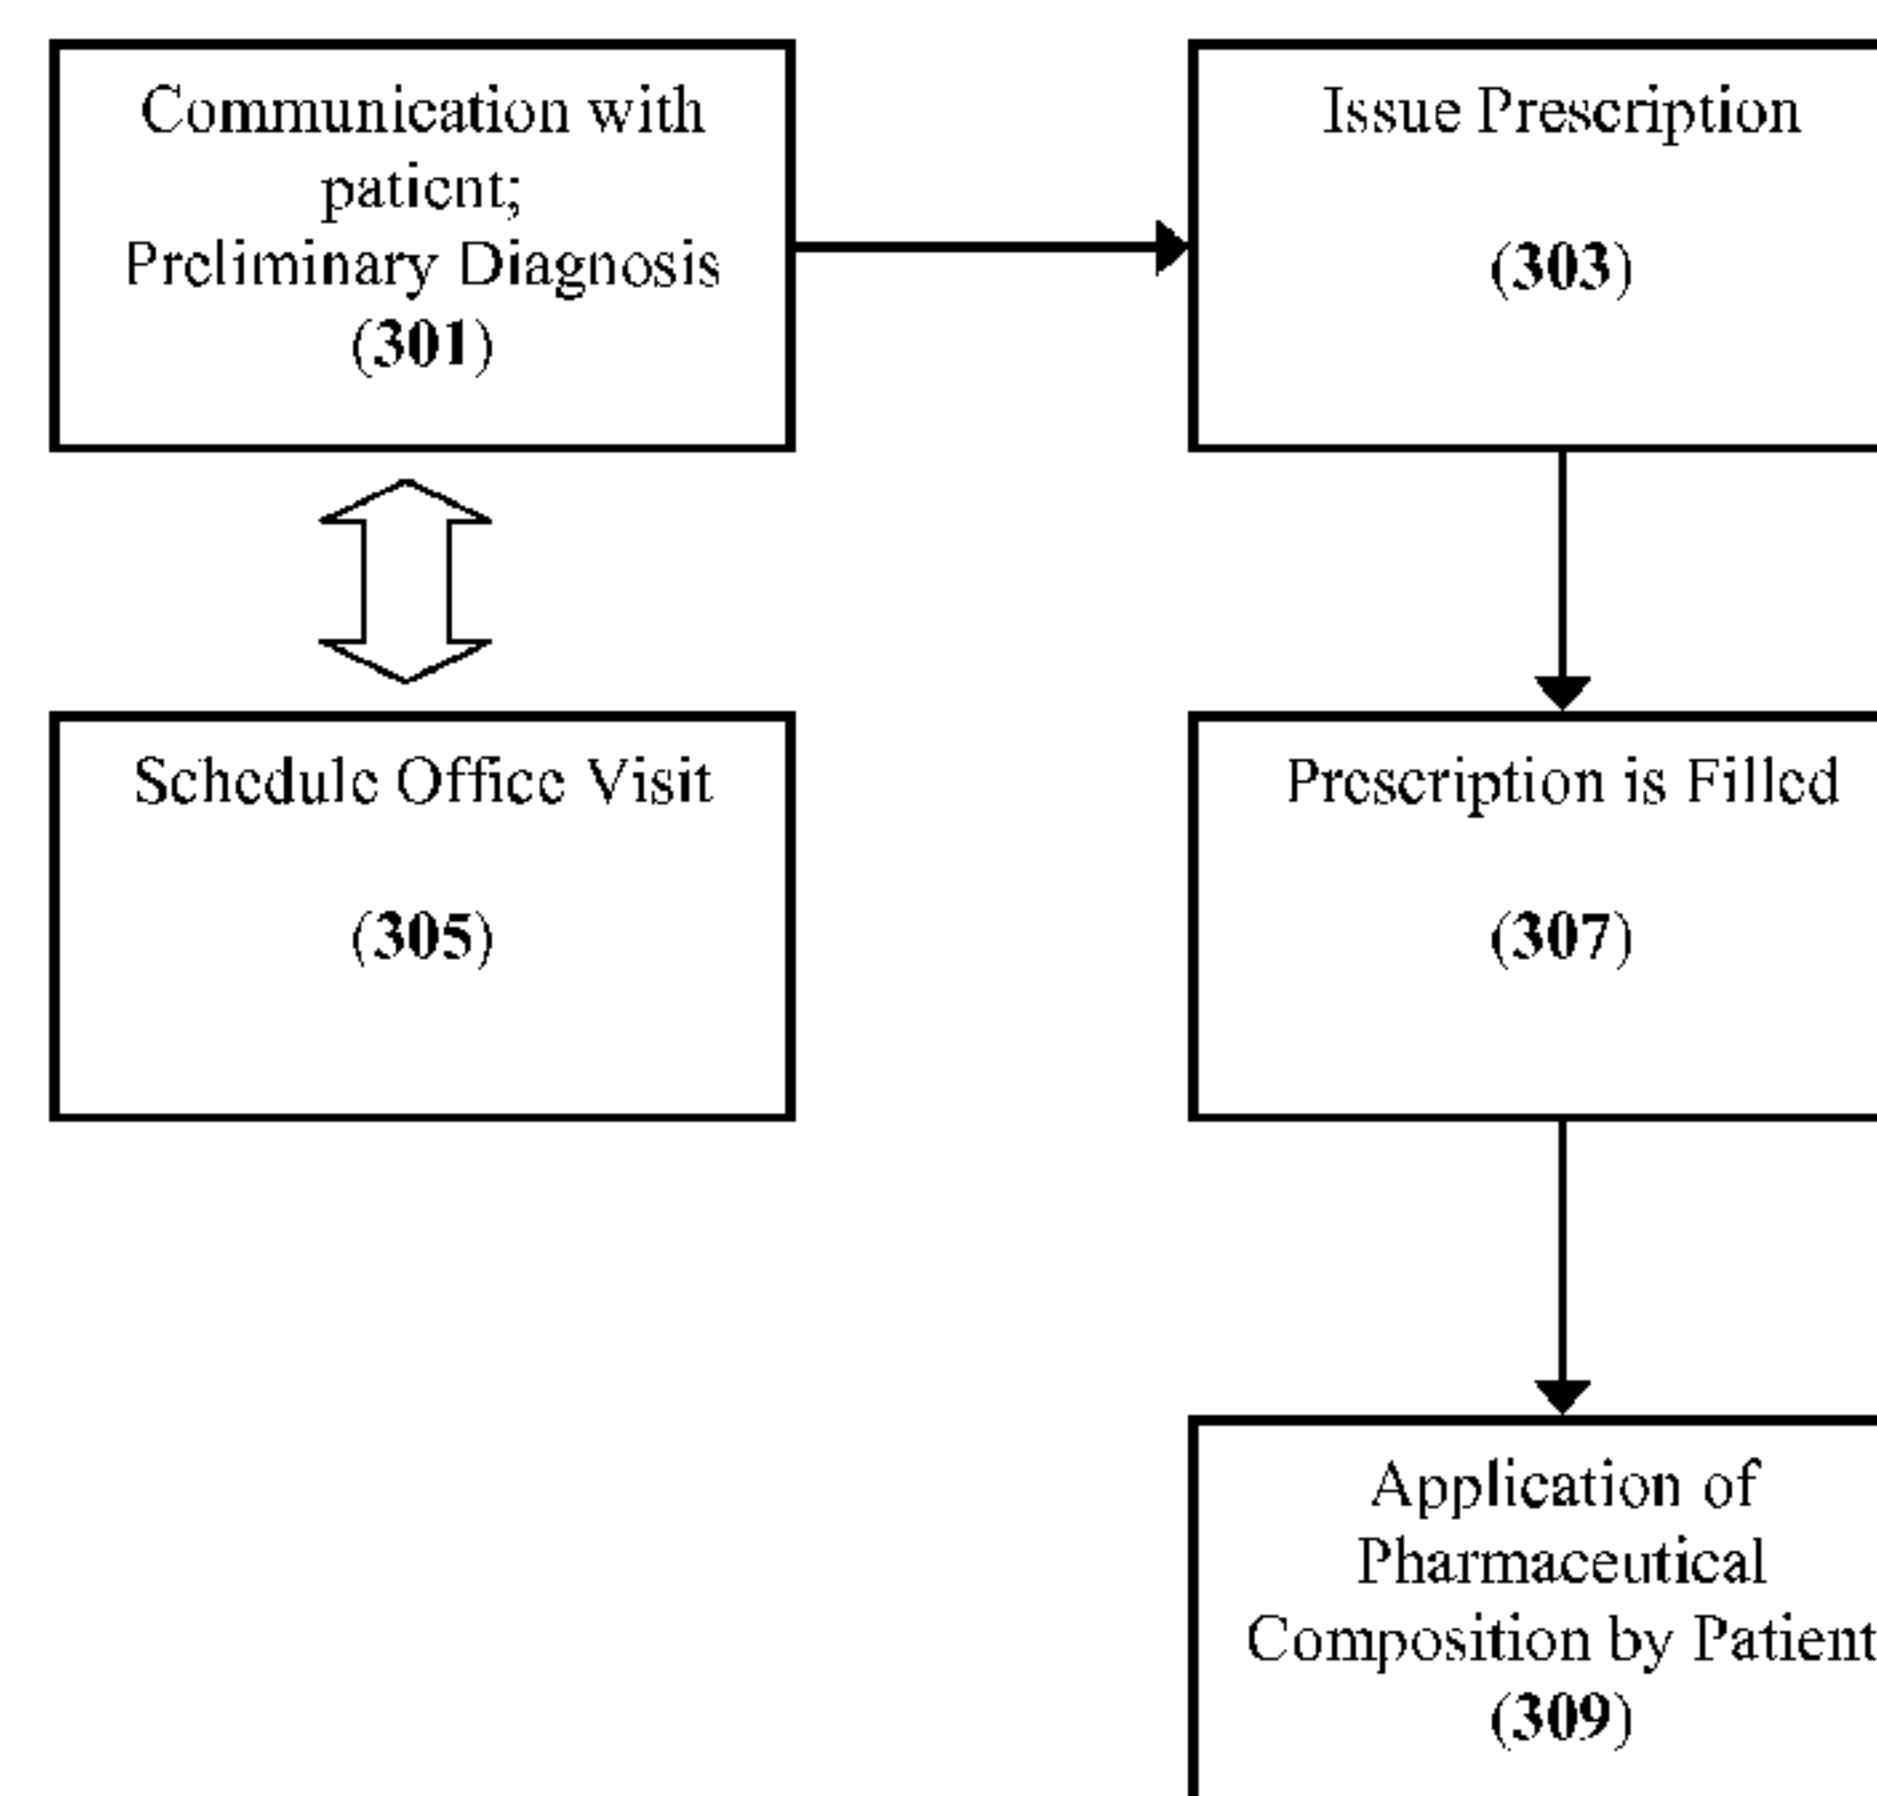 Communication with
patient;
Preliminary Diagnosis
(301)
Issue Prescription
(303)
Schedule Office Visit
(305)
Prescription is Filled
(307)
Application of
Pharmaceutical
Composition by Patient
(309)